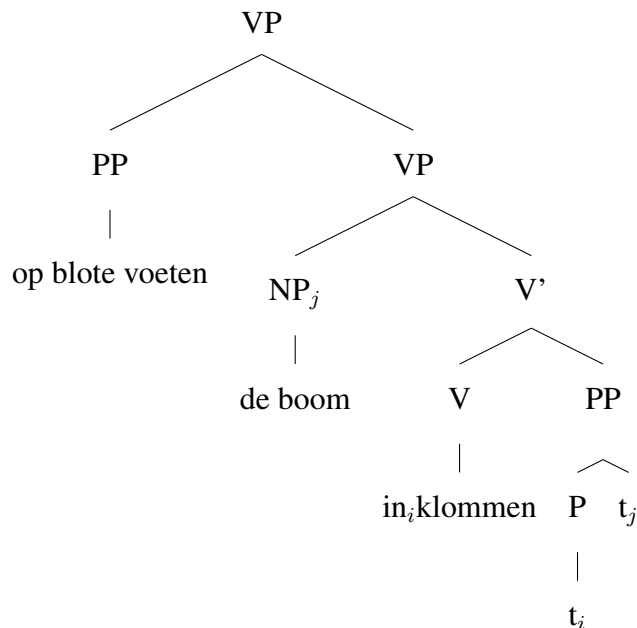 VP
PP VP
op blote voeten NP_j V’
de boom V PP
in_iklommen P t_j
t_i